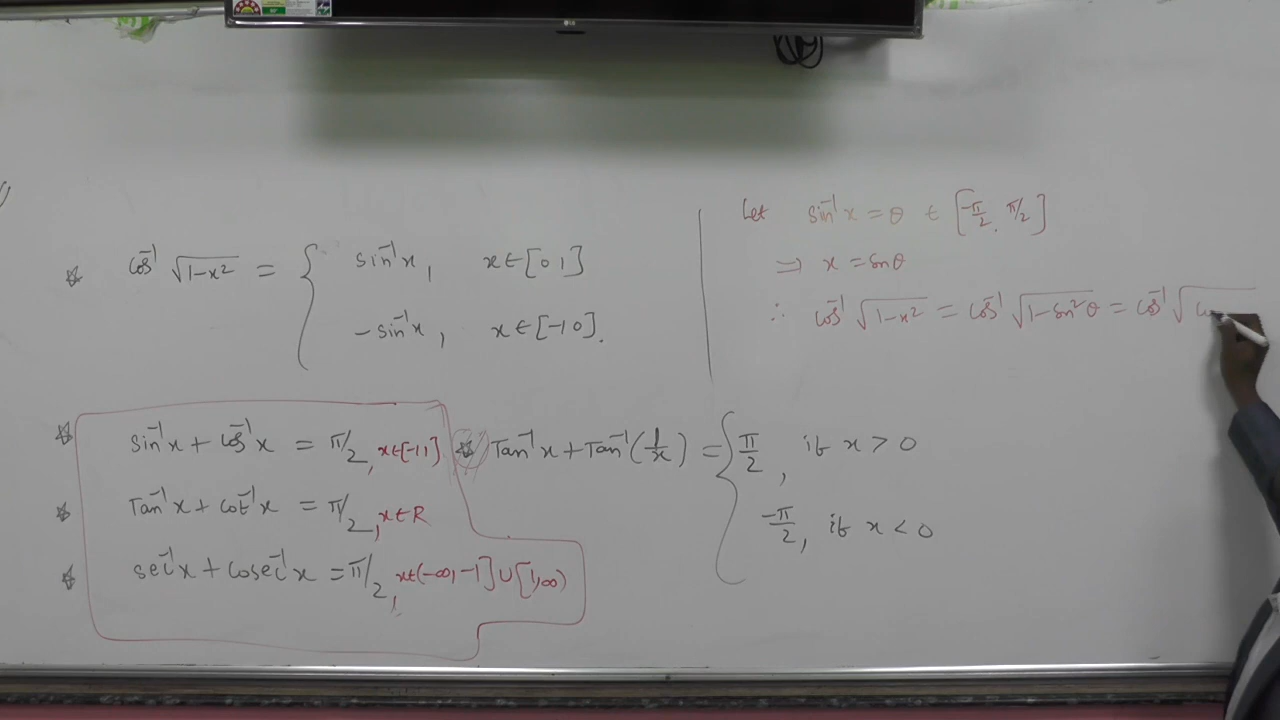 LG
cos⁻¹ √1-x² = { sin⁻¹x, x∈[0 1]
-sin⁻¹x, x∈[-1 0].
Let sin⁻¹x = θ ∈ [-π/2, π/2]
⇒ x = sinθ
∴ cos⁻¹ √1-x² = cos⁻¹ √1-sin²θ = cos⁻¹ √co
☆ sin⁻¹x + cos⁻¹x = π/2, x∈[-1 1]
☆ Tan⁻¹x + cot⁻¹x = π/2, x∈R
☆ sec⁻¹x + cosec⁻¹x = π/2, x∈(-∞, -1] ∪ [1, ∞)
☆ Tan⁻¹x + Tan⁻¹(1/x) = { π/2, if x > 0
-π/2, if x < 0